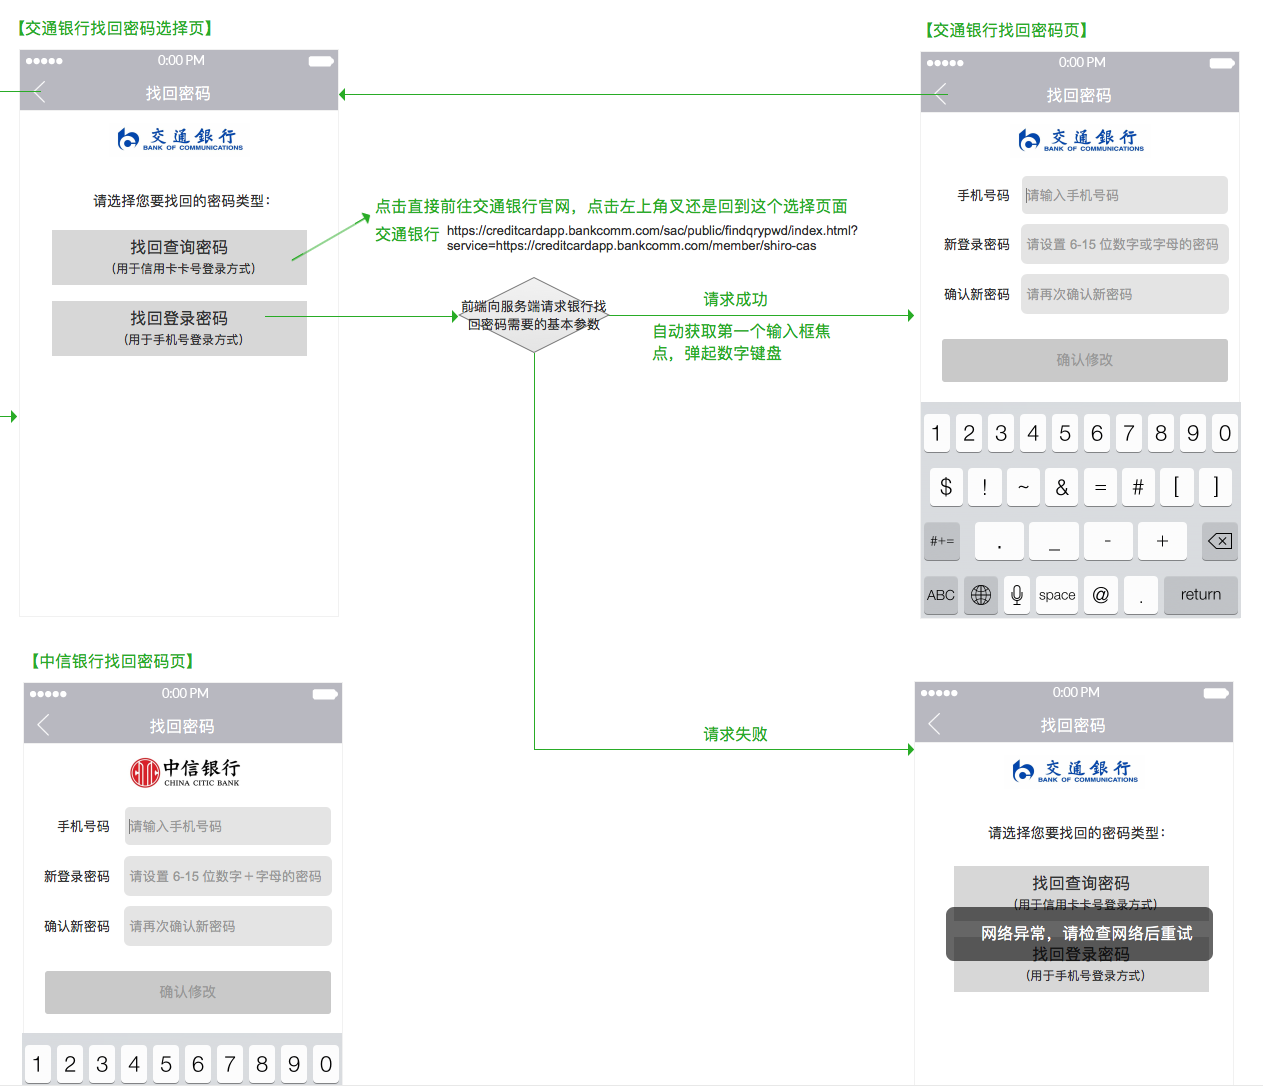 【交通银行找回密码选择页】
0:00 PM
找回密码
交通銀行
BANK OF COMMUNICATIONS
请选择您要找回的密码类型：
找回查询密码
（用于信用卡卡号登录方式）
找回登录密码
（用于手机号登录方式）
点击直接前往交通银行官网，点击左上角叉还是回到这个选择页面
交通银行
https://creditcardapp.bankcomm.com/sac/public/findqrypwd/index.html?
service=https://creditcardapp.bankcomm.com/member/shiro-cas
前端向服务端请求银行找
回密码需要的基本参数
请求成功
自动获取第一个输入框焦
点，弹起数字键盘
请求失败
【交通银行找回密码页】
0:00 PM
找回密码
交通銀行
BANK OF COMMUNICATIONS
手机号码 请输入手机号码
新登录密码 请设置 6-15 位数字或字母的密码
确认新密码 请再次确认新密码
确认修改
1 2 3 4 5 6 7 8 9 0
$ ! ~ & = # [ ]
#+= . _ - +
ABC space @ . return
【中信银行找回密码页】
0:00 PM
找回密码
中信银行
CHINA CITIC BANK
手机号码 请输入手机号码
新登录密码 请设置 6-15 位数字＋字母的密码
确认新密码 请再次确认新密码
确认修改
1 2 3 4 5 6 7 8 9 0
0:00 PM
找回密码
交通銀行
BANK OF COMMUNICATIONS
请选择您要找回的密码类型：
找回查询密码
（用于信用卡卡号登录方式）
网络异常，请检查网络后重试
找回登录密码
（用于手机号登录方式）